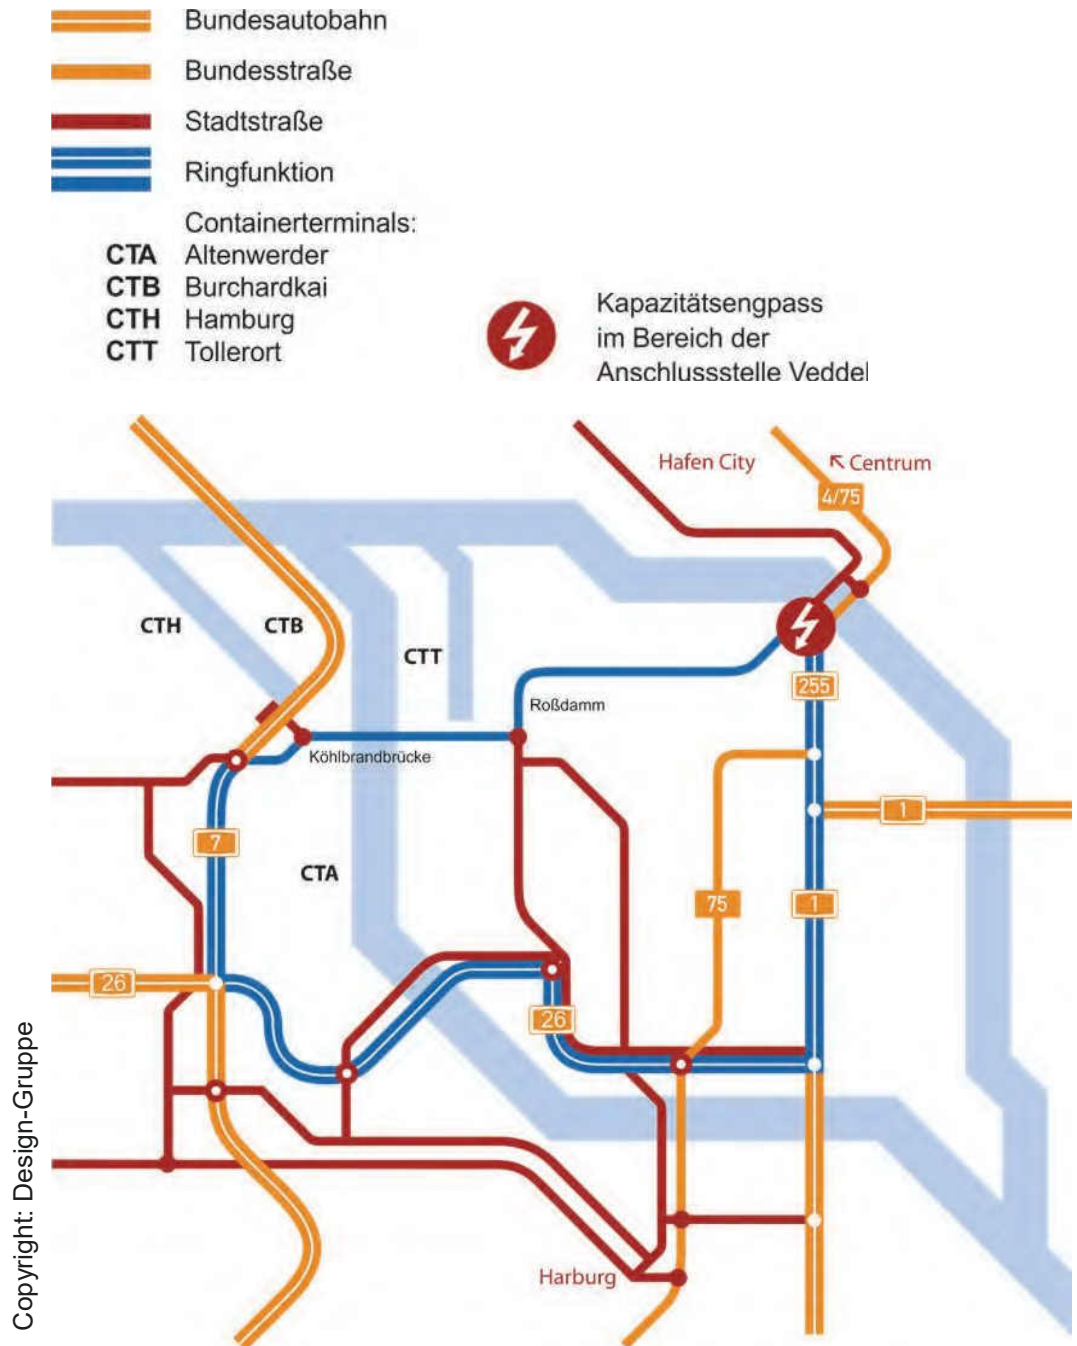 Bundesautobahn
Bundesstraße
Stadtstraße
Ringfunktion
Containerterminals:
CTA Altenwerder
CTB Burchardkai
CTH Hamburg
CTT Tollerort
Kapazitätsengpass
im Bereich der
Anschlussstelle Veddel
Hafen City
Centrum
4/75
CTH
CTB
CTT
255
Roßdamm
Köhlbrandbrücke
1
7
CTA
75
1
26
26
Harburg
Copyright: Design-Gruppe